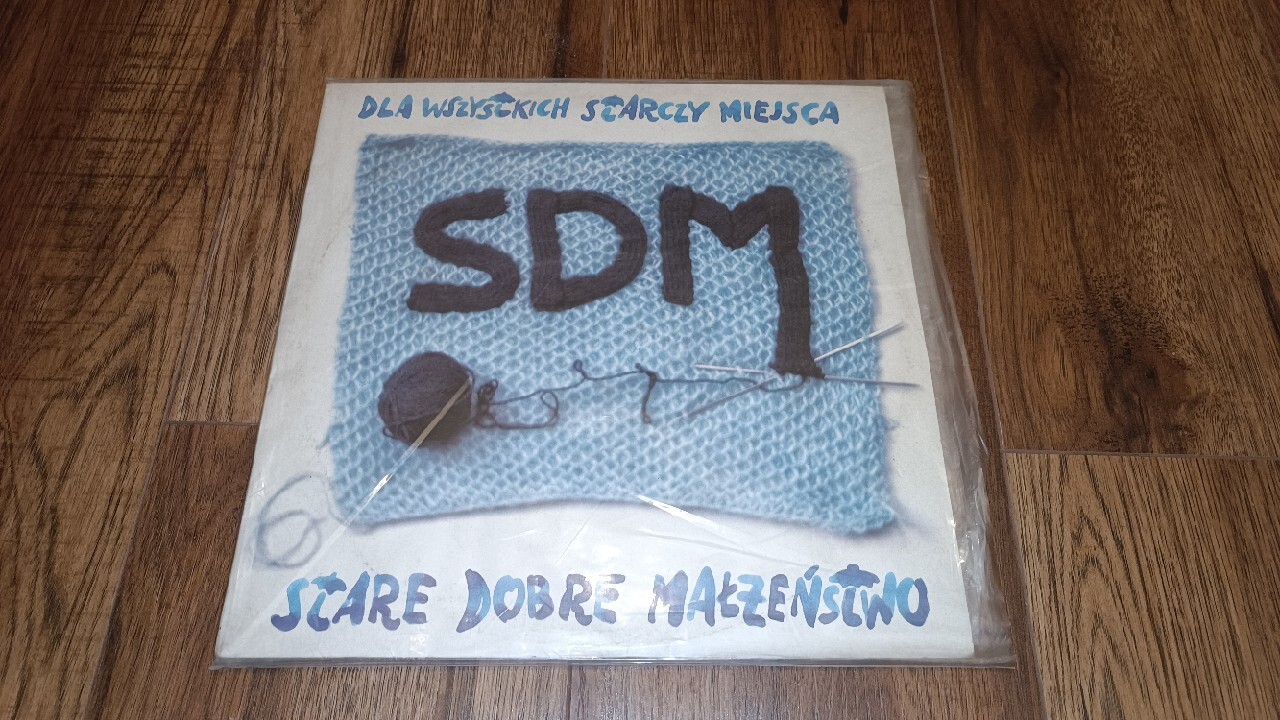 DLA WSZYSTKICH STARCZY MIEJSCA
SDM
STARE DOBRE MAŁŻEŃSTWO